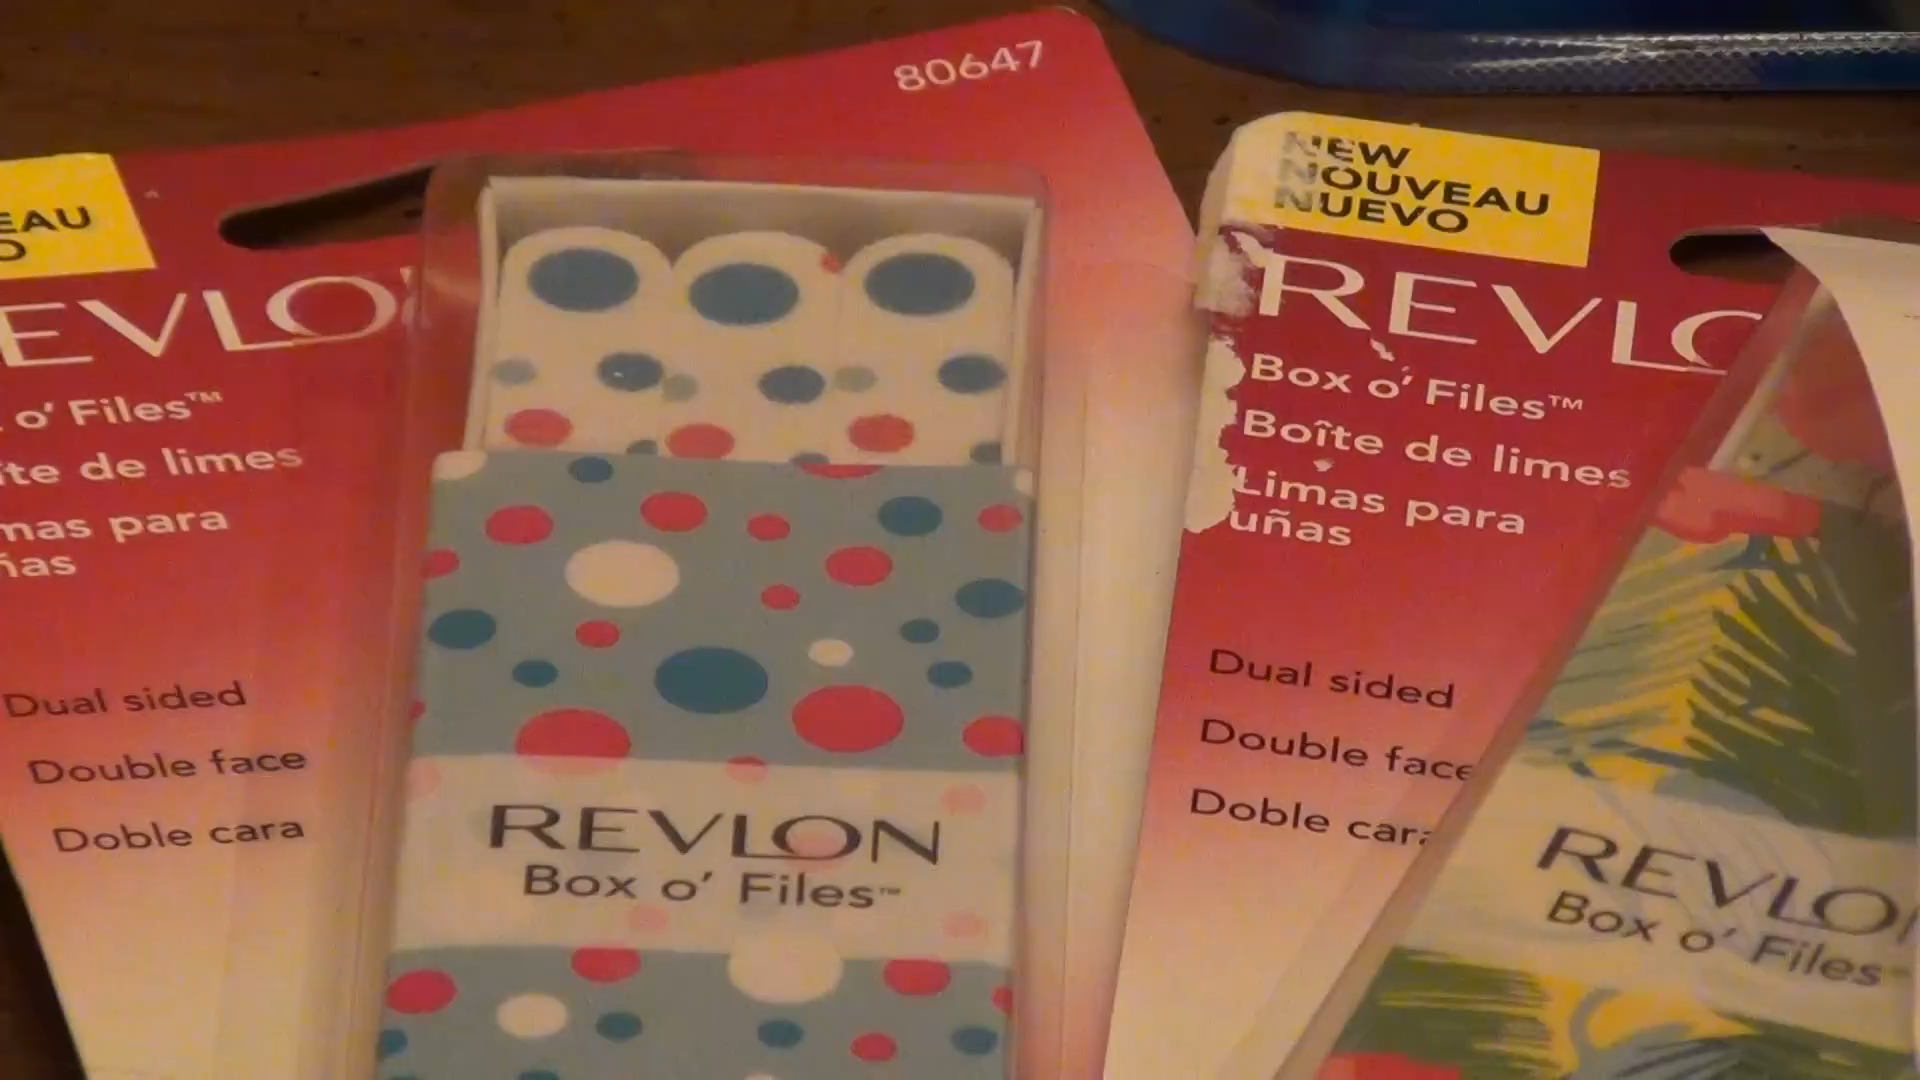 80647
EAU
O
EVLO
o' Files™
te de limes
mas para
ñas
Dual sided
Double face
Doble cara
REVLON
Box o' Files™
NEW
NOUVEAU
NUEVO
REVLO
Box o' Files™
Boîte de limes
Limas para
uñas
Dual sided
Double face
Doble cara
REVLO
Box o' Files